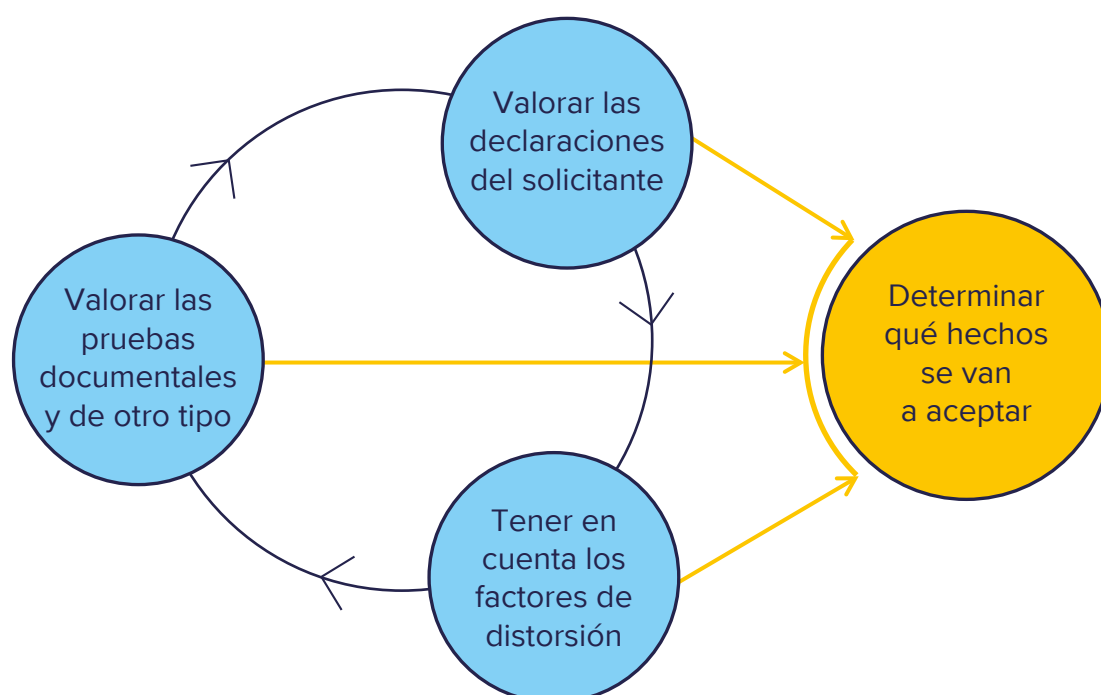 Valorar las
declaraciones
del solicitante
Valorar las
pruebas
documentales
y de otro tipo
Determinar
qué hechos
se van
a aceptar
Tener en
cuenta los
factores de
distorsión